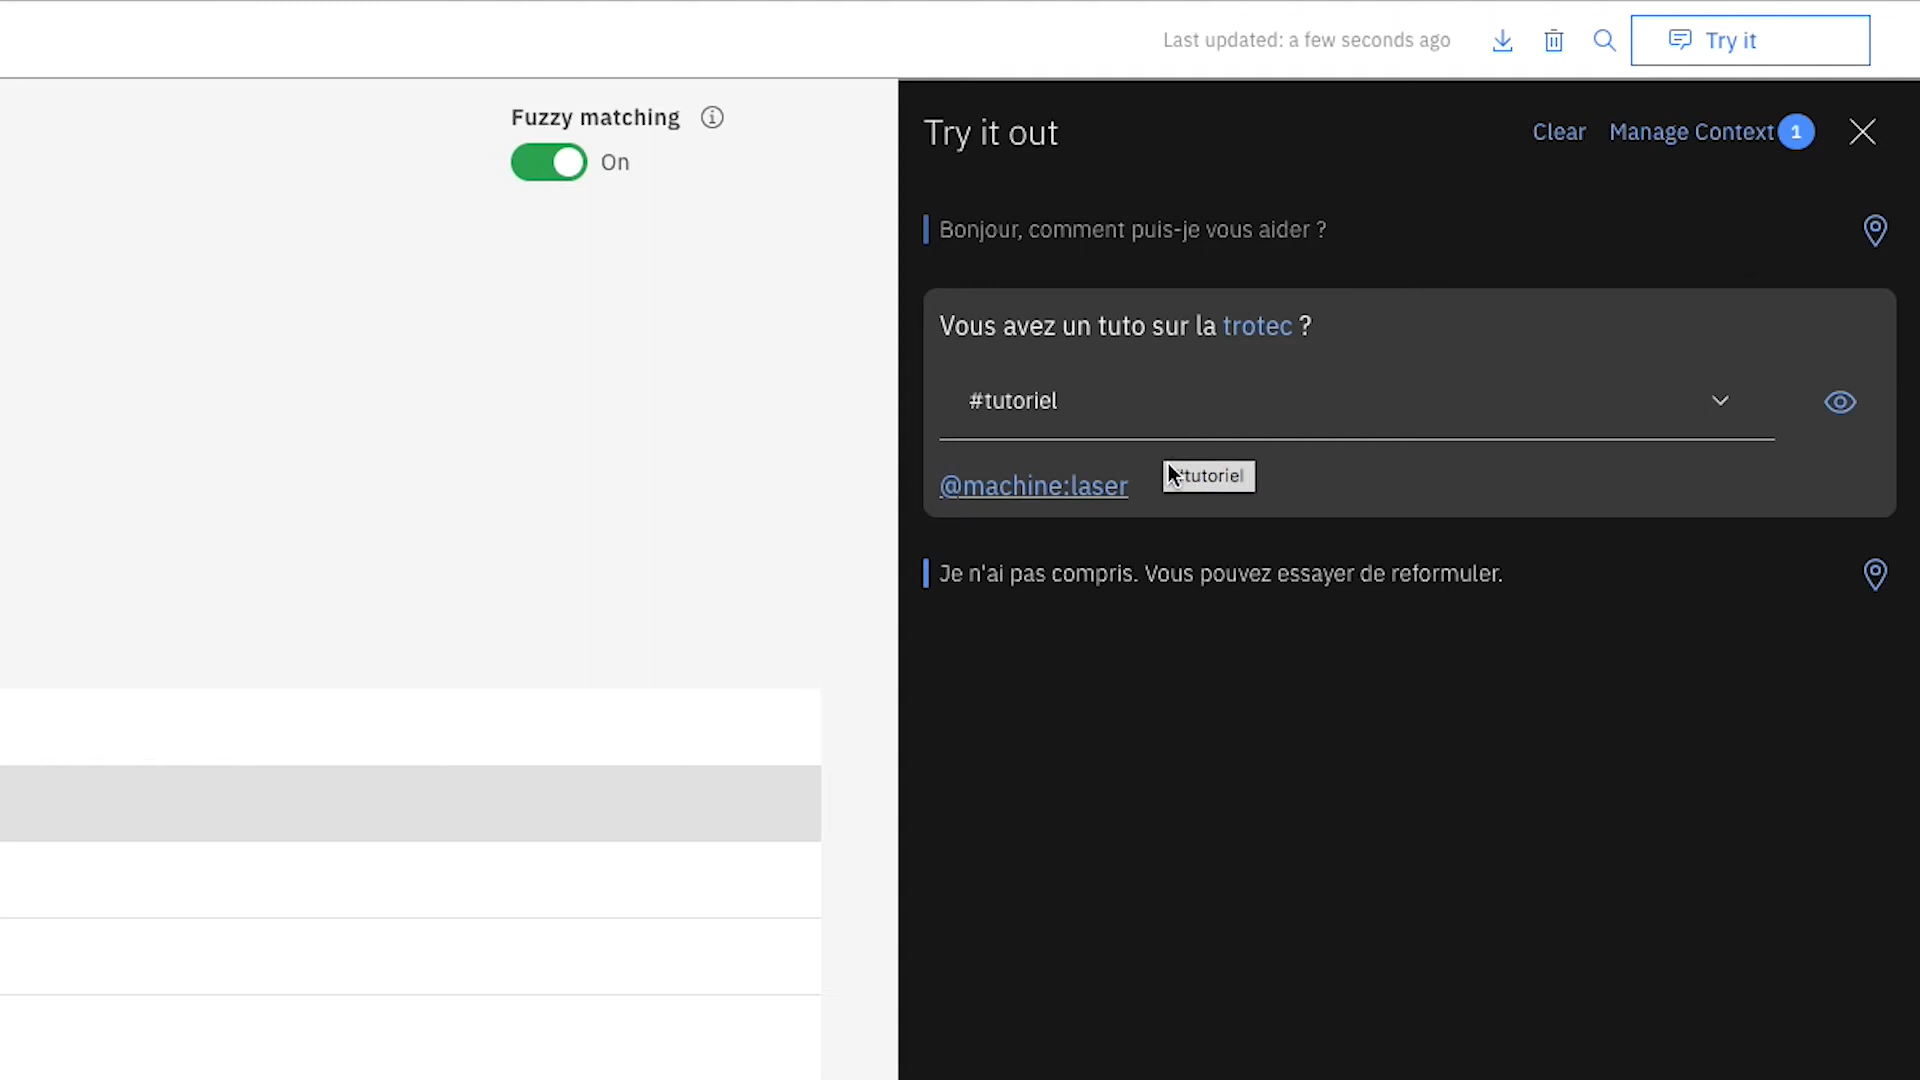 Last updated: a few seconds ago
Try it
Fuzzy matching
On
Try it out
Clear
Manage Context 1
Bonjour, comment puis-je vous aider ?
Vous avez un tuto sur la trotec ?
#tutoriel
@machine:laser
tutoriel
Je n'ai pas compris. Vous pouvez essayer de reformuler.